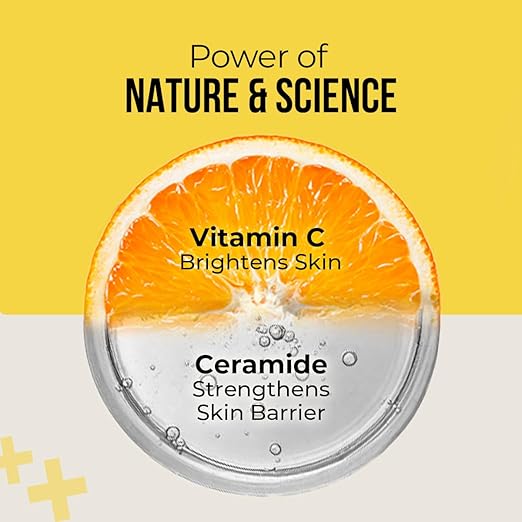 Power of
NATURE & SCIENCE
Vitamin C
Brightens Skin
Ceramide
Strengthens
Skin Barrier